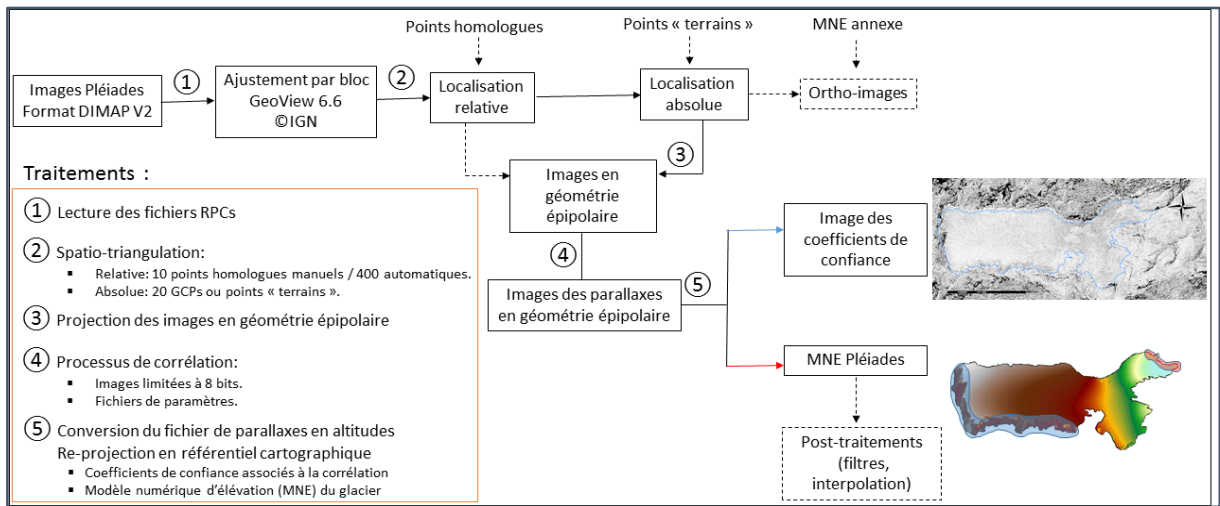 Points homologues
Points « terrains »
MNE annexe
Images Pléiades
Format DIMAP V2
①
Ajustement par bloc
GeoView 6.6
©IGN
②
Localisation
relative
Localisation
absolue
Ortho-images
③
Images en
géométrie
épipolaire
④
Images des parallaxes
en géométrie épipolaire
⑤
Image des
coefficients de
confiance
MNE Pléiades
Post-traitements
(filtres,
interpolation)
Traitements :
① Lecture des fichiers RPCs
② Spatio-triangulation:
▪ Relative: 10 points homologues manuels / 400 automatiques.
▪ Absolue: 20 GCPs ou points « terrains ».
③ Projection des images en géométrie épipolaire
④ Processus de corrélation:
▪ Images limitées à 8 bits.
▪ Fichiers de paramètres.
⑤ Conversion du fichier de parallaxes en altitudes
Re-projection en référentiel cartographique
▪ Coefficients de confiance associés à la corrélation
▪ Modèle numérique d’élévation (MNE) du glacier